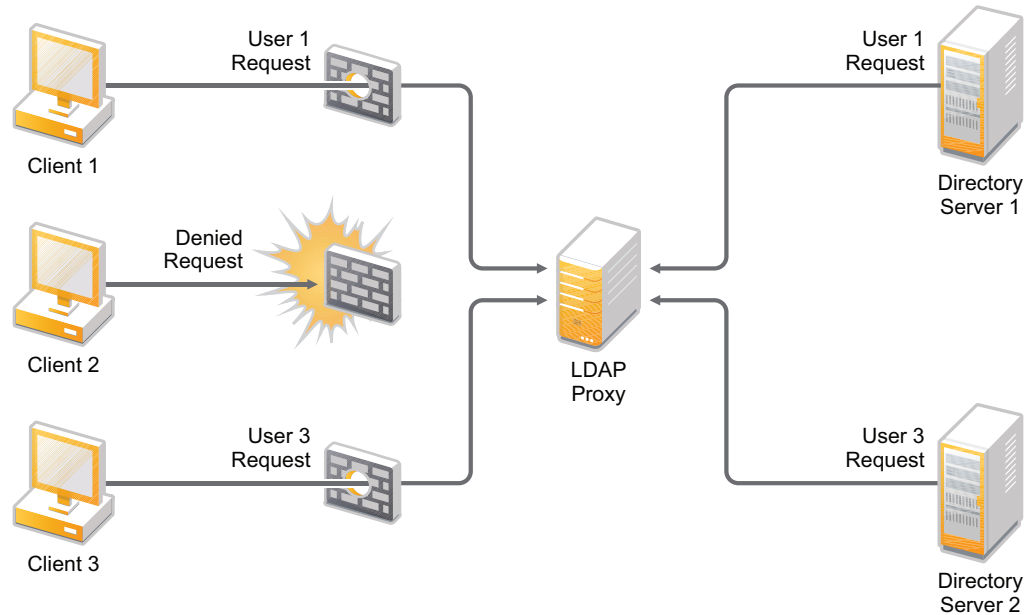 User 1
Request
User 1
Request
Client 1
Directory
Server 1
Denied
Request
Client 2
LDAP
Proxy
User 3
Request
User 3
Request
Client 3
Directory
Server 2